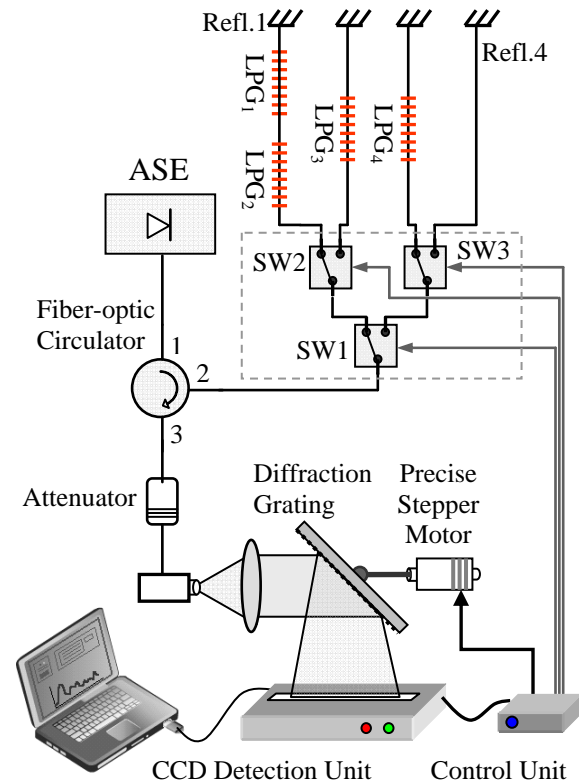 Refl.1
Refl.4
LPG1
LPG2
LPG3
LPG4
ASE
SW2
SW3
SW1
Fiber-optic
Circulator
1
2
3
Attenuator
Diffraction
Grating
Precise
Stepper
Motor
CCD Detection Unit
Control Unit